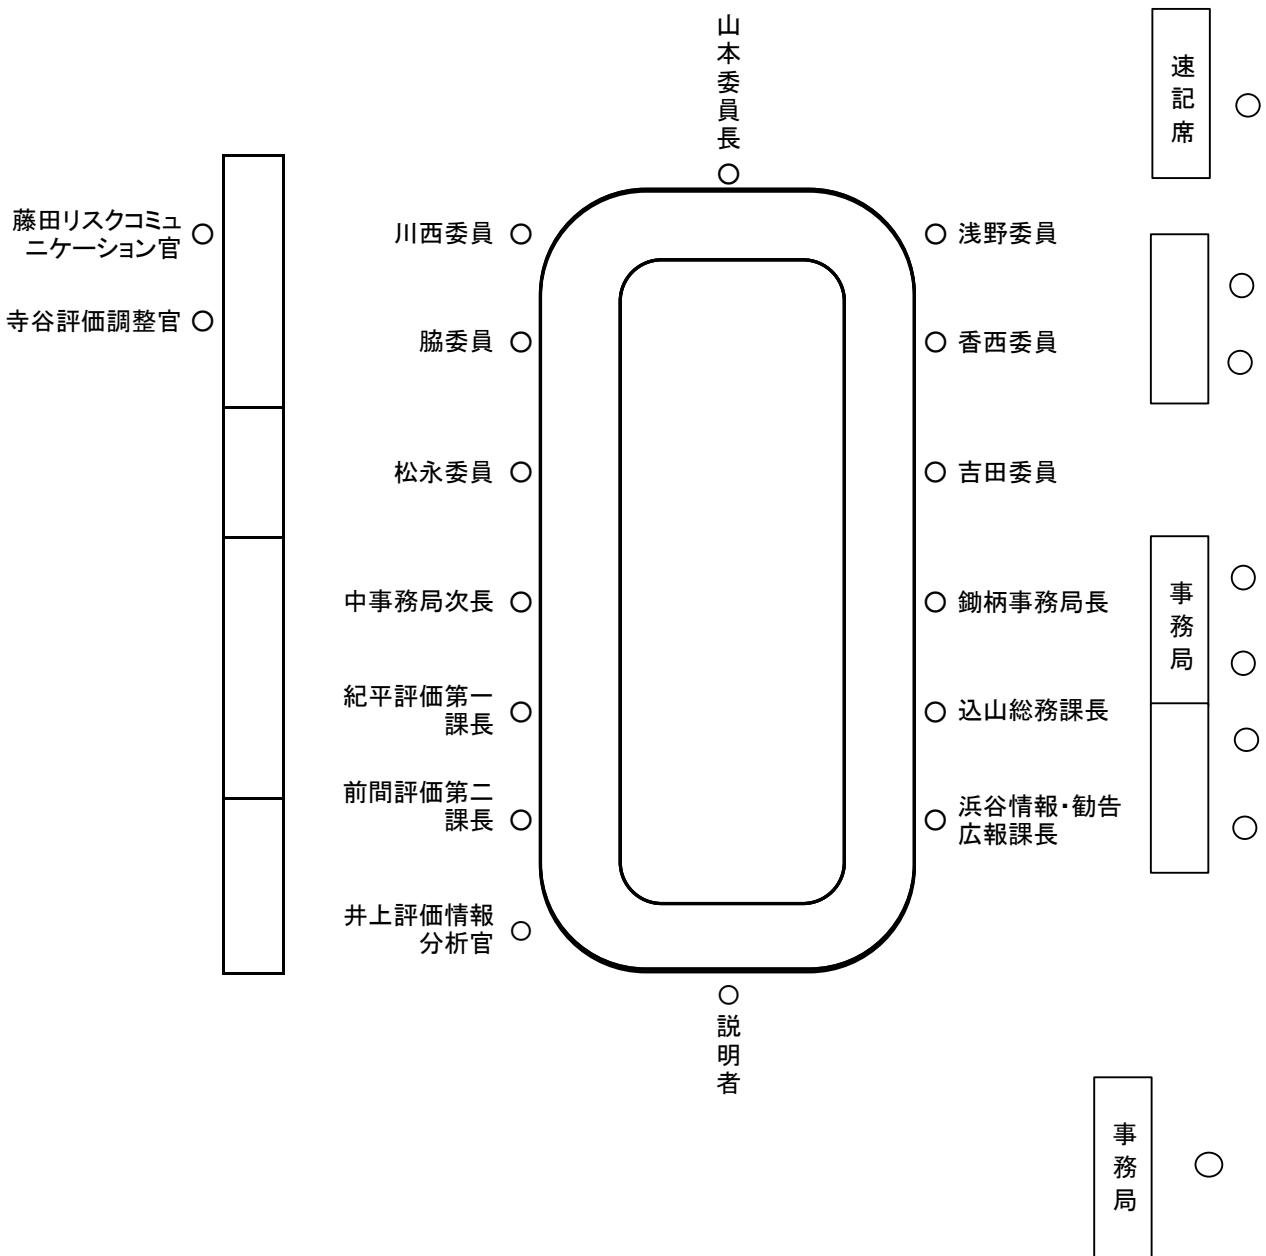 山本委員長
速記席
藤田リスクコミュ
ニケーション官
川西委員
浅野委員
寺谷評価調整官
脇委員
香西委員
松永委員
吉田委員
中事務局次長
鋤柄事務局長
事務局
紀平評価第一
課長
込山総務課長
前間評価第二
課長
浜谷情報・勧告
広報課長
井上評価情報
分析官
説明者
事務局